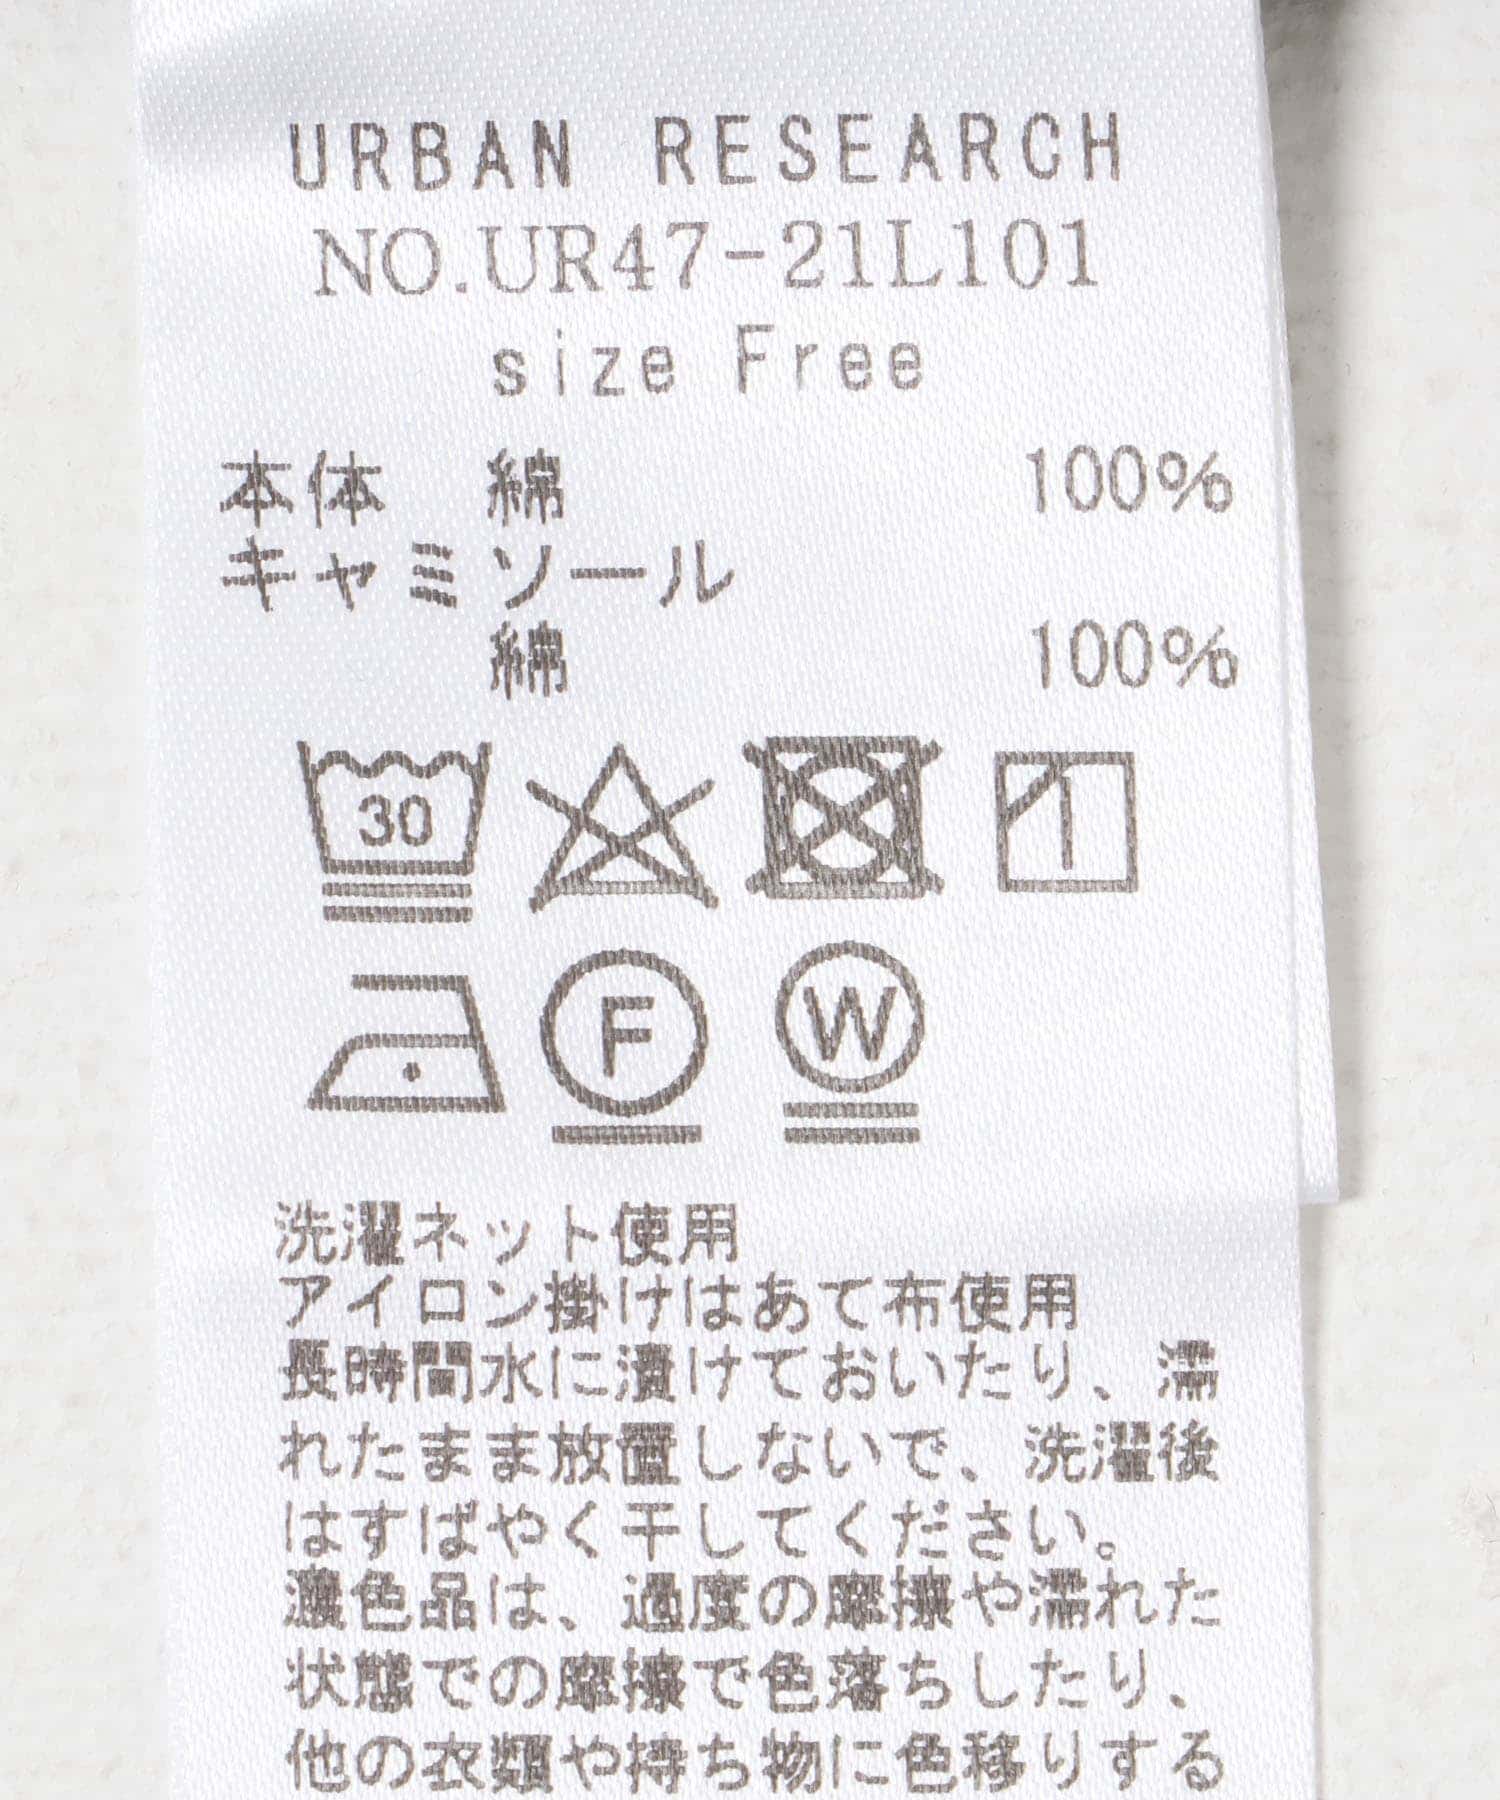 URBAN RESEARCH
NO.UR47-21L101
size Free
本体 綿 100%
キャミソール
綿 100%
30
F
W
洗濯ネット使用
アイロン掛けはあて布使用
長時間水に漬けておいたり、濡
れたまま放置しないで、洗濯後
はすばやく干してください。
濃色品は、過度の摩擦や濡れた
状態での摩擦で色落ちしたり、
他の衣類や持ち物に色移りする